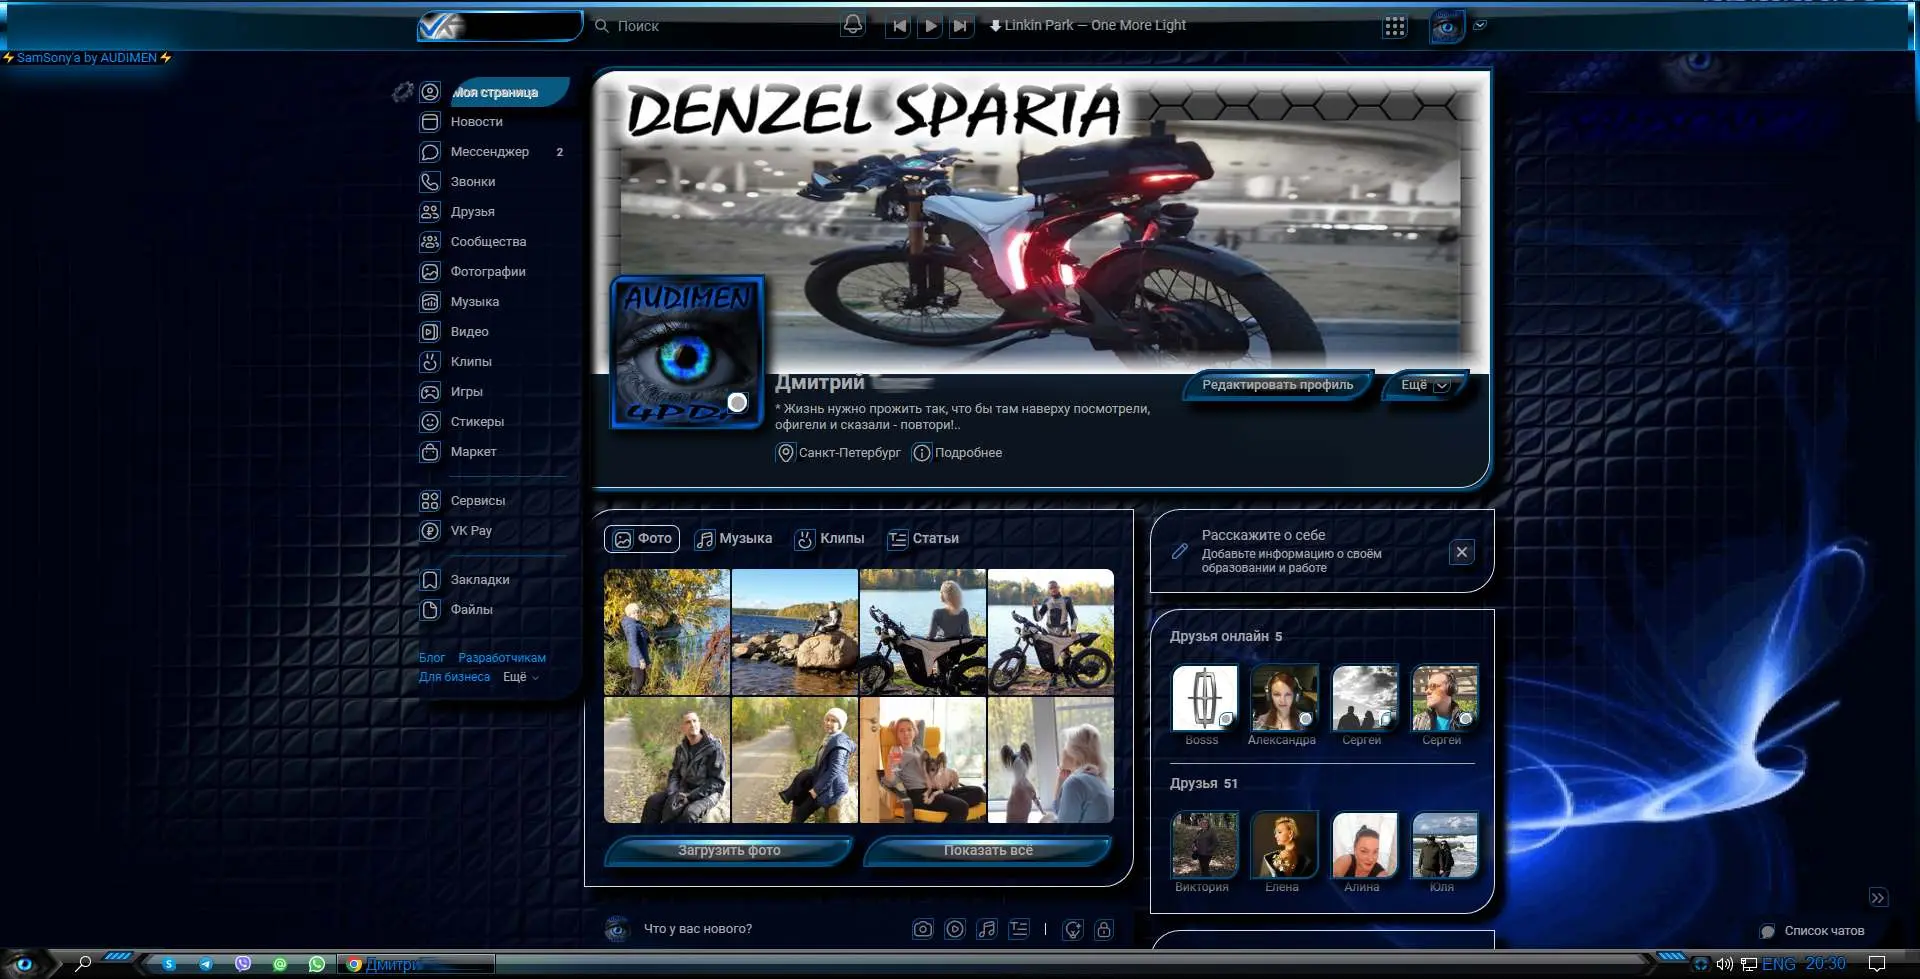 Поиск
Linkin Park – One More Light
⚡SamSony'a by AUDIMEN⚡
Моя страница
Новости
Мессенджер 2
Звонки
Друзья
Сообщества
Фотографии
Музыка
Видео
Клипы
Игры
Стикеры
Маркет
Сервисы
VK Pay
Закладки
Файлы
Блог Разработчикам
Для бизнеса Ещё
DENZEL SPARTA
AUDIMEN
4PDA
Дмитрий
* Жизнь нужно прожить так, что бы там наверху посмотрели,
офигели и сказали - повтори!..
Санкт-Петербург Подробнее
Редактировать профиль
Ещё
Фото Музыка Клипы Статьи
Загрузить фото
Показать всё
Что у вас нового?
Расскажите о себе
Добавьте информацию о своём
образовании и работе
Друзья онлайн 5
Bosss Александра Сергей Сергей
Друзья 51
Виктория Елена Алина Юля
Список чатов
Дмитри
ENG 20:30